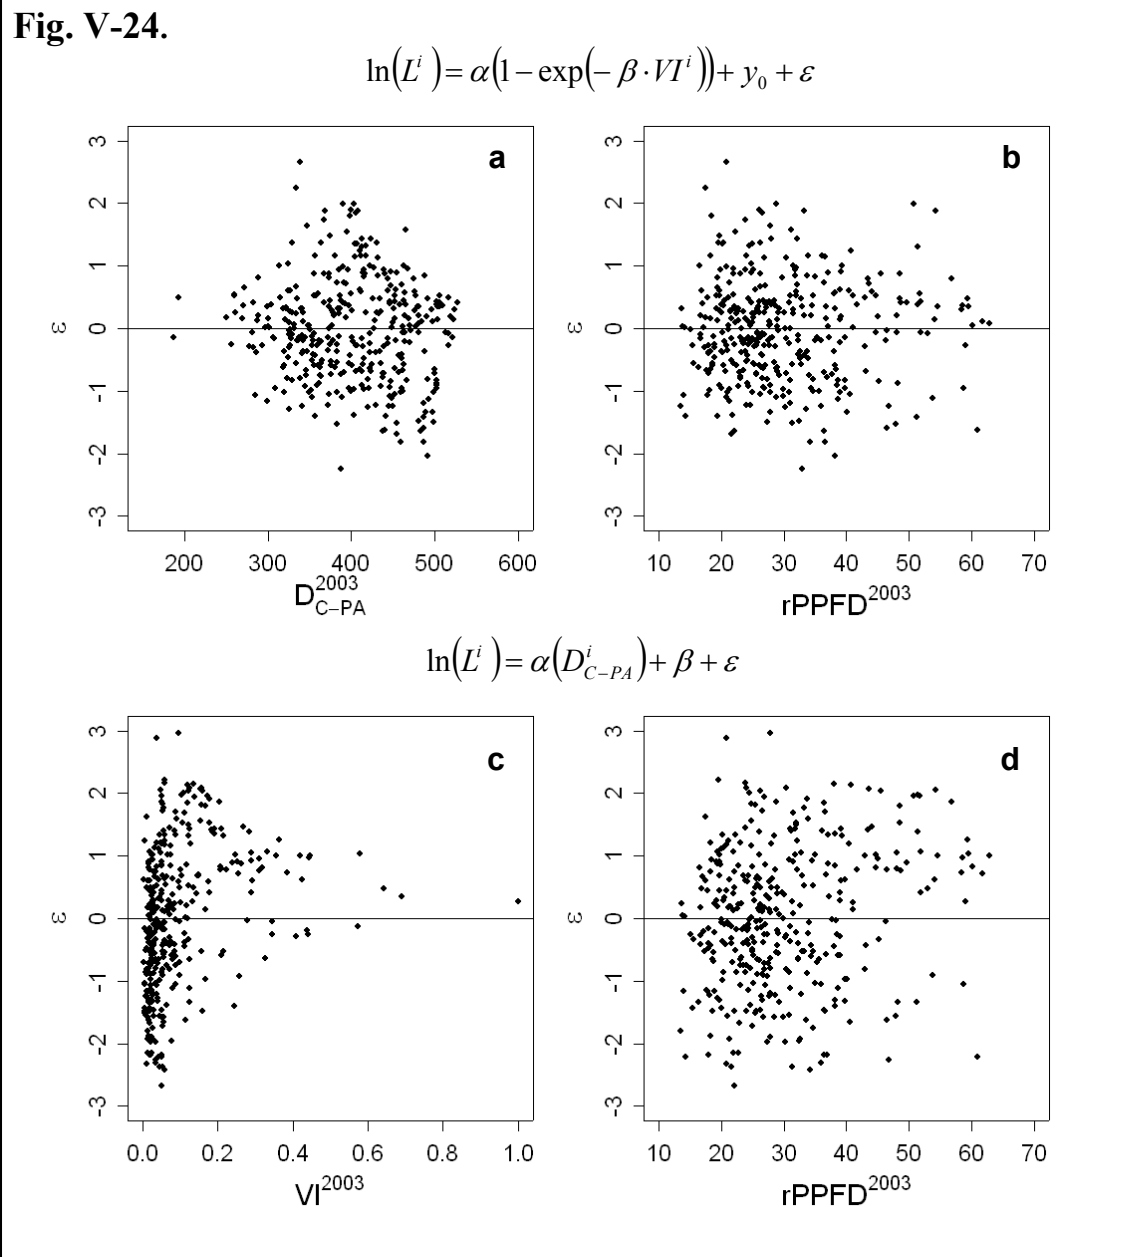 Fig. V-24.
ln(L^i) = α(1 − exp(− β · VI^i)) + y_0 + ε
a
3
2
1
0
-1
-2
-3
ε
200 300 400 500 600
D_{C−PA}^{2003}
b
3
2
1
0
-1
-2
-3
ε
10 20 30 40 50 60 70
rPPFD^{2003}
ln(L^i) = α(D_{C−PA}^i) + β + ε
c
3
2
1
0
-1
-2
-3
ε
0.0 0.2 0.4 0.6 0.8 1.0
VI^{2003}
d
3
2
1
0
-1
-2
-3
ε
10 20 30 40 50 60 70
rPPFD^{2003}